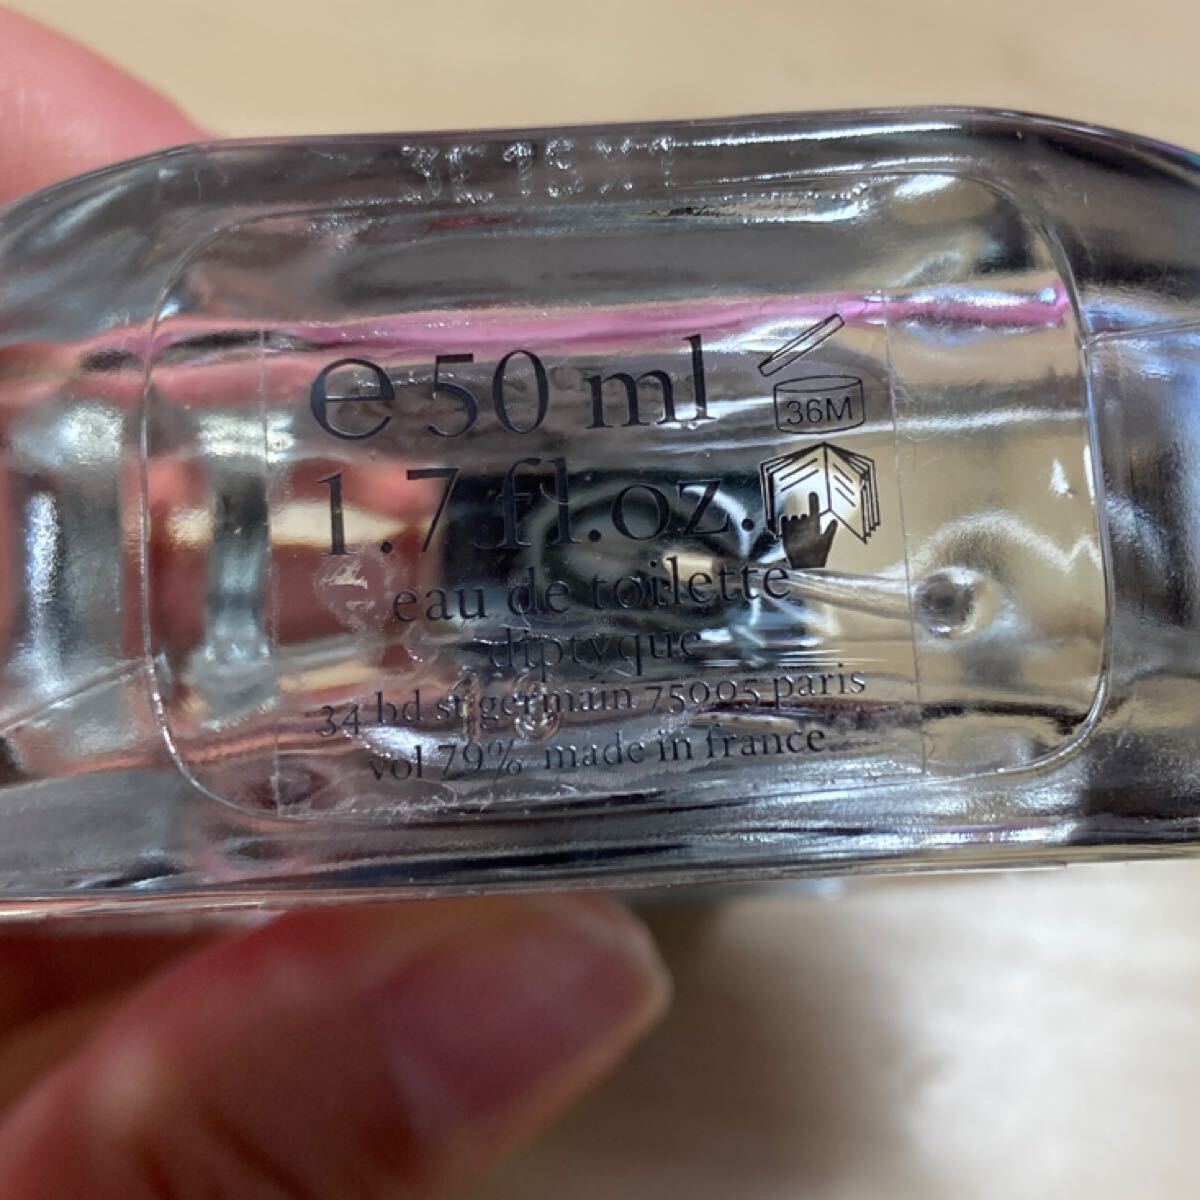 3E1SX1
e 50 ml
36M
1.7 fl.oz.
eau de toilette
diptyque
34 bd st germain 75005 paris
vol 79% made in france